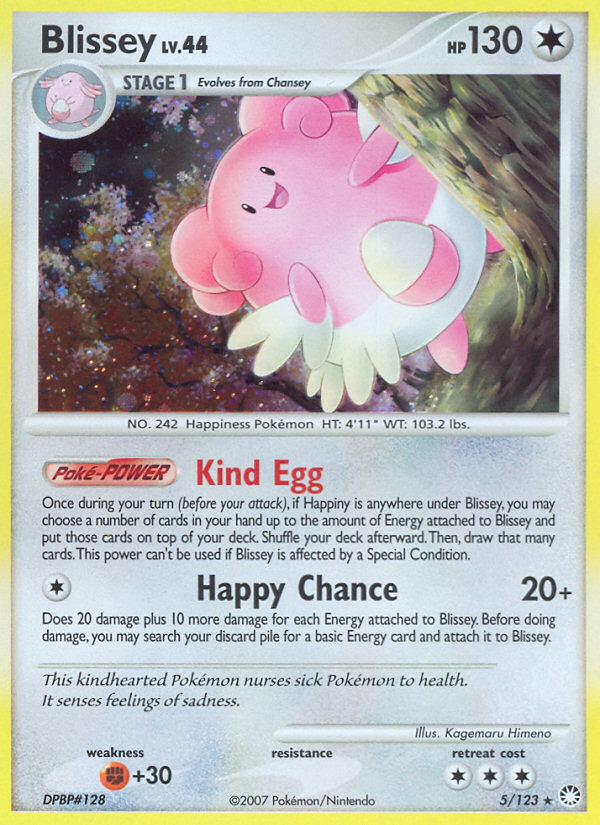 Blissey LV.44
HP 130
STAGE 1 Evolves from Chansey
NO. 242 Happiness Pokémon HT: 4'11" WT: 103.2 lbs.
Poké-POWER Kind Egg
Once during your turn (before your attack), if Happiny is anywhere under Blissey, you may
choose a number of cards in your hand up to the amount of Energy attached to Blissey and
put those cards on top of your deck. Shuffle your deck afterward. Then, draw that many
cards. This power can't be used if Blissey is affected by a Special Condition.
Happy Chance 20+
Does 20 damage plus 10 more damage for each Energy attached to Blissey. Before doing
damage, you may search your discard pile for a basic Energy card and attach it to Blissey.
This kindhearted Pokémon nurses sick Pokémon to health.
It senses feelings of sadness.
Illus. Kagemaru Himeno
weakness resistance retreat cost
+30
DPBP#128 ©2007 Pokémon/Nintendo 5/123 ★